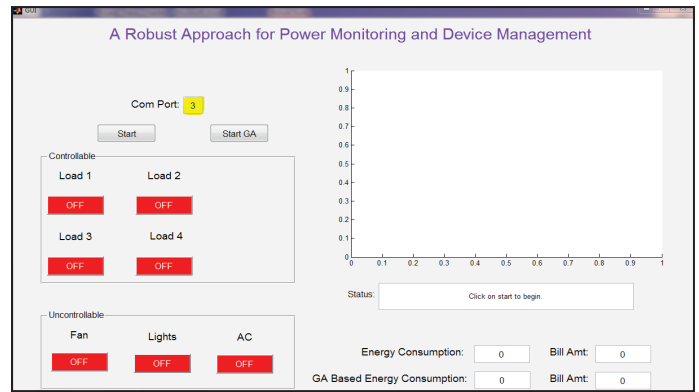 GUI
A Robust Approach for Power Monitoring and Device Management
Com Port: 3
Start Start GA
Controllable
Load 1 Load 2
OFF OFF
Load 3 Load 4
OFF OFF
Uncontrollable
Fan Lights AC
OFF OFF OFF
1
0.9
0.8
0.7
0.6
0.5
0.4
0.3
0.2
0.1
0
0 0.1 0.2 0.3 0.4 0.5 0.6 0.7 0.8 0.9 1
Status: Click on start to begin.
Energy Consumption: 0 Bill Amt: 0
GA Based Energy Consumption: 0 Bill Amt: 0